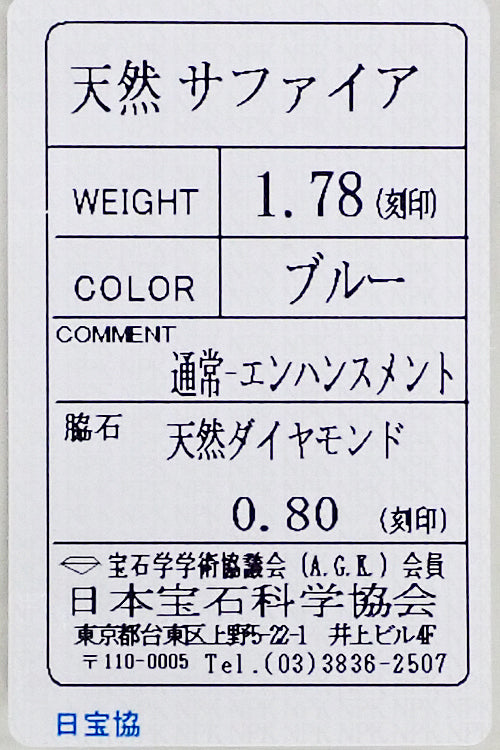 天然 サファイア
WEIGHT 1.78 (刻印)
COLOR ブルー
COMMENT
通常-エンハンスメント
脇石 天然ダイヤモンド
0.80 (刻印)
宝石学学術協議会 (A.G.K.) 会員
日本宝石科学協会
東京都台東区上野5-22-1 井上ビル4F
〒110-0005 Tel.(03)3836-2507
日宝協